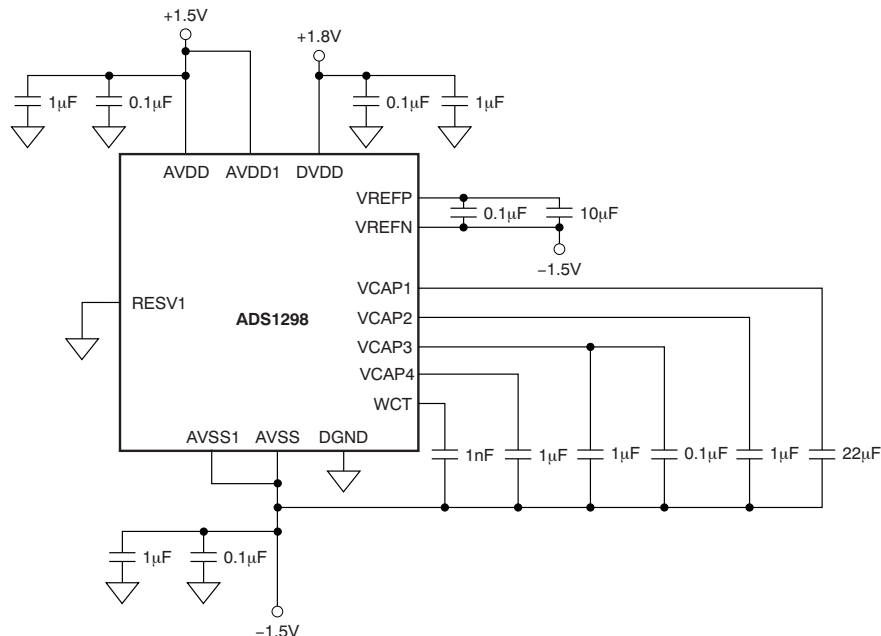 +1.5V
+1.8V
1μF
0.1μF
0.1μF
1μF
AVDD AVDD1 DVDD
VREFP
0.1μF
10μF
VREFN
−1.5V
RESV1
ADS1298
VCAP1
VCAP2
VCAP3
VCAP4
WCT
AVSS1 AVSS DGND
1nF
1μF
1μF
0.1μF
1μF
22μF
1μF
0.1μF
−1.5V